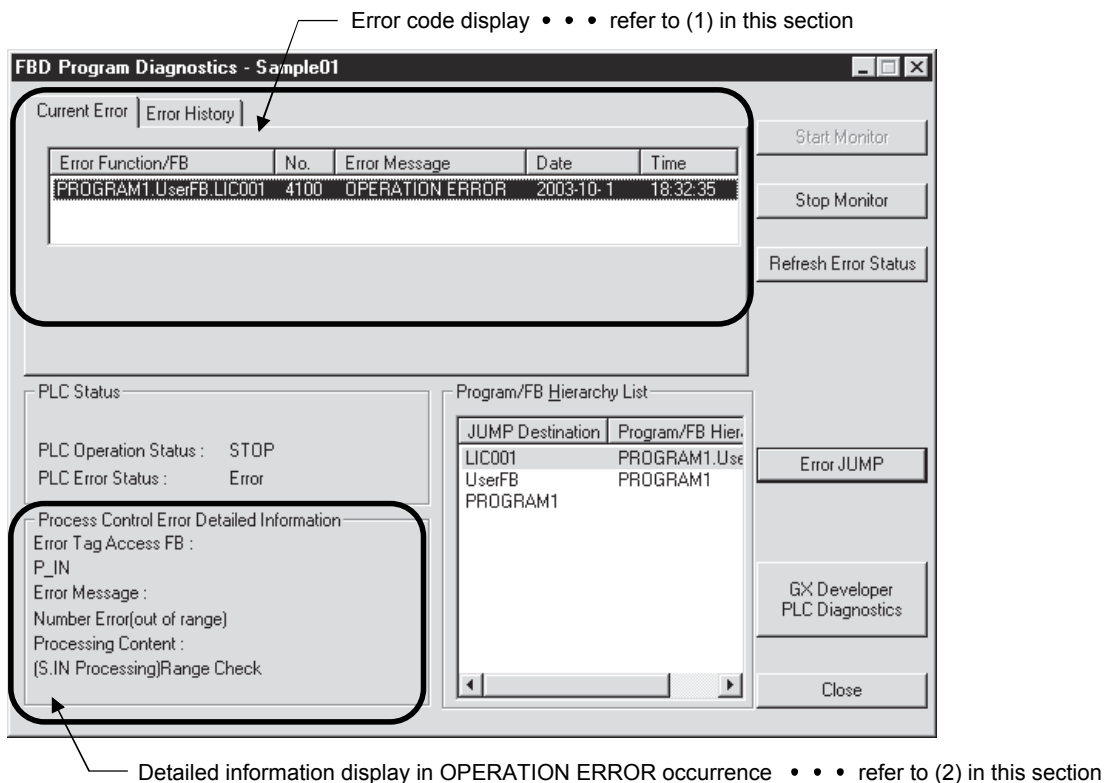 Error code display • • • refer to (1) in this section
FBD Program Diagnostics - Sample01
Current Error Error History
Error Function/FB No. Error Message Date Time
PROGRAM1.UserFB.LIC001 4100 OPERATION ERROR 2003-10- 1 18:32:35
Start Monitor
Stop Monitor
Refresh Error Status
PLC Status
PLC Operation Status : STOP
PLC Error Status : Error
Process Control Error Detailed Information
Error Tag Access FB :
P_IN
Error Message :
Number Error(out of range)
Processing Content :
(S.IN Processing)Range Check
Program/FB Hierarchy List
JUMP Destination Program/FB Hier
LIC001 PROGRAM1.Use
UserFB PROGRAM1
PROGRAM1
Error JUMP
GX Developer
PLC Diagnostics
Close
Detailed information display in OPERATION ERROR occurrence • • • refer to (2) in this section